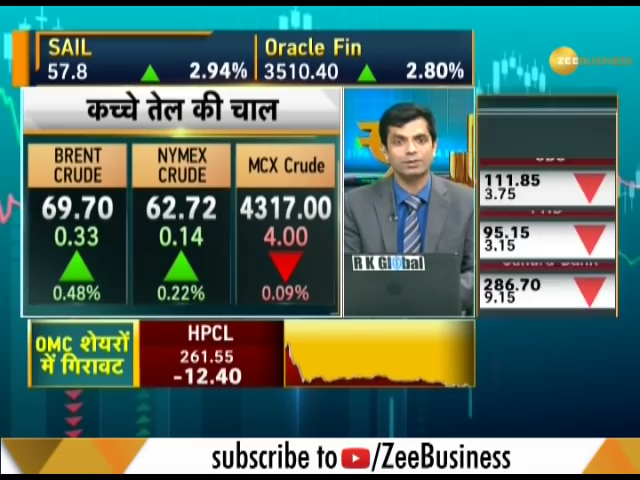 SAIL
57.8 2.94%
Oracle Fin
3510.40 2.80%
ZEEBUSINESS
कच्चे तेल की चाल
BRENT
CRUDE
69.70
0.33
0.48%
NYMEX
CRUDE
62.72
0.14
0.22%
MCX Crude
4317.00
4.00
0.09%
R K Global
111.85
3.75
95.15
3.15
286.70
9.15
OMC शेयरों
में गिरावट
HPCL
261.55
-12.40
subscribe to /ZeeBusiness